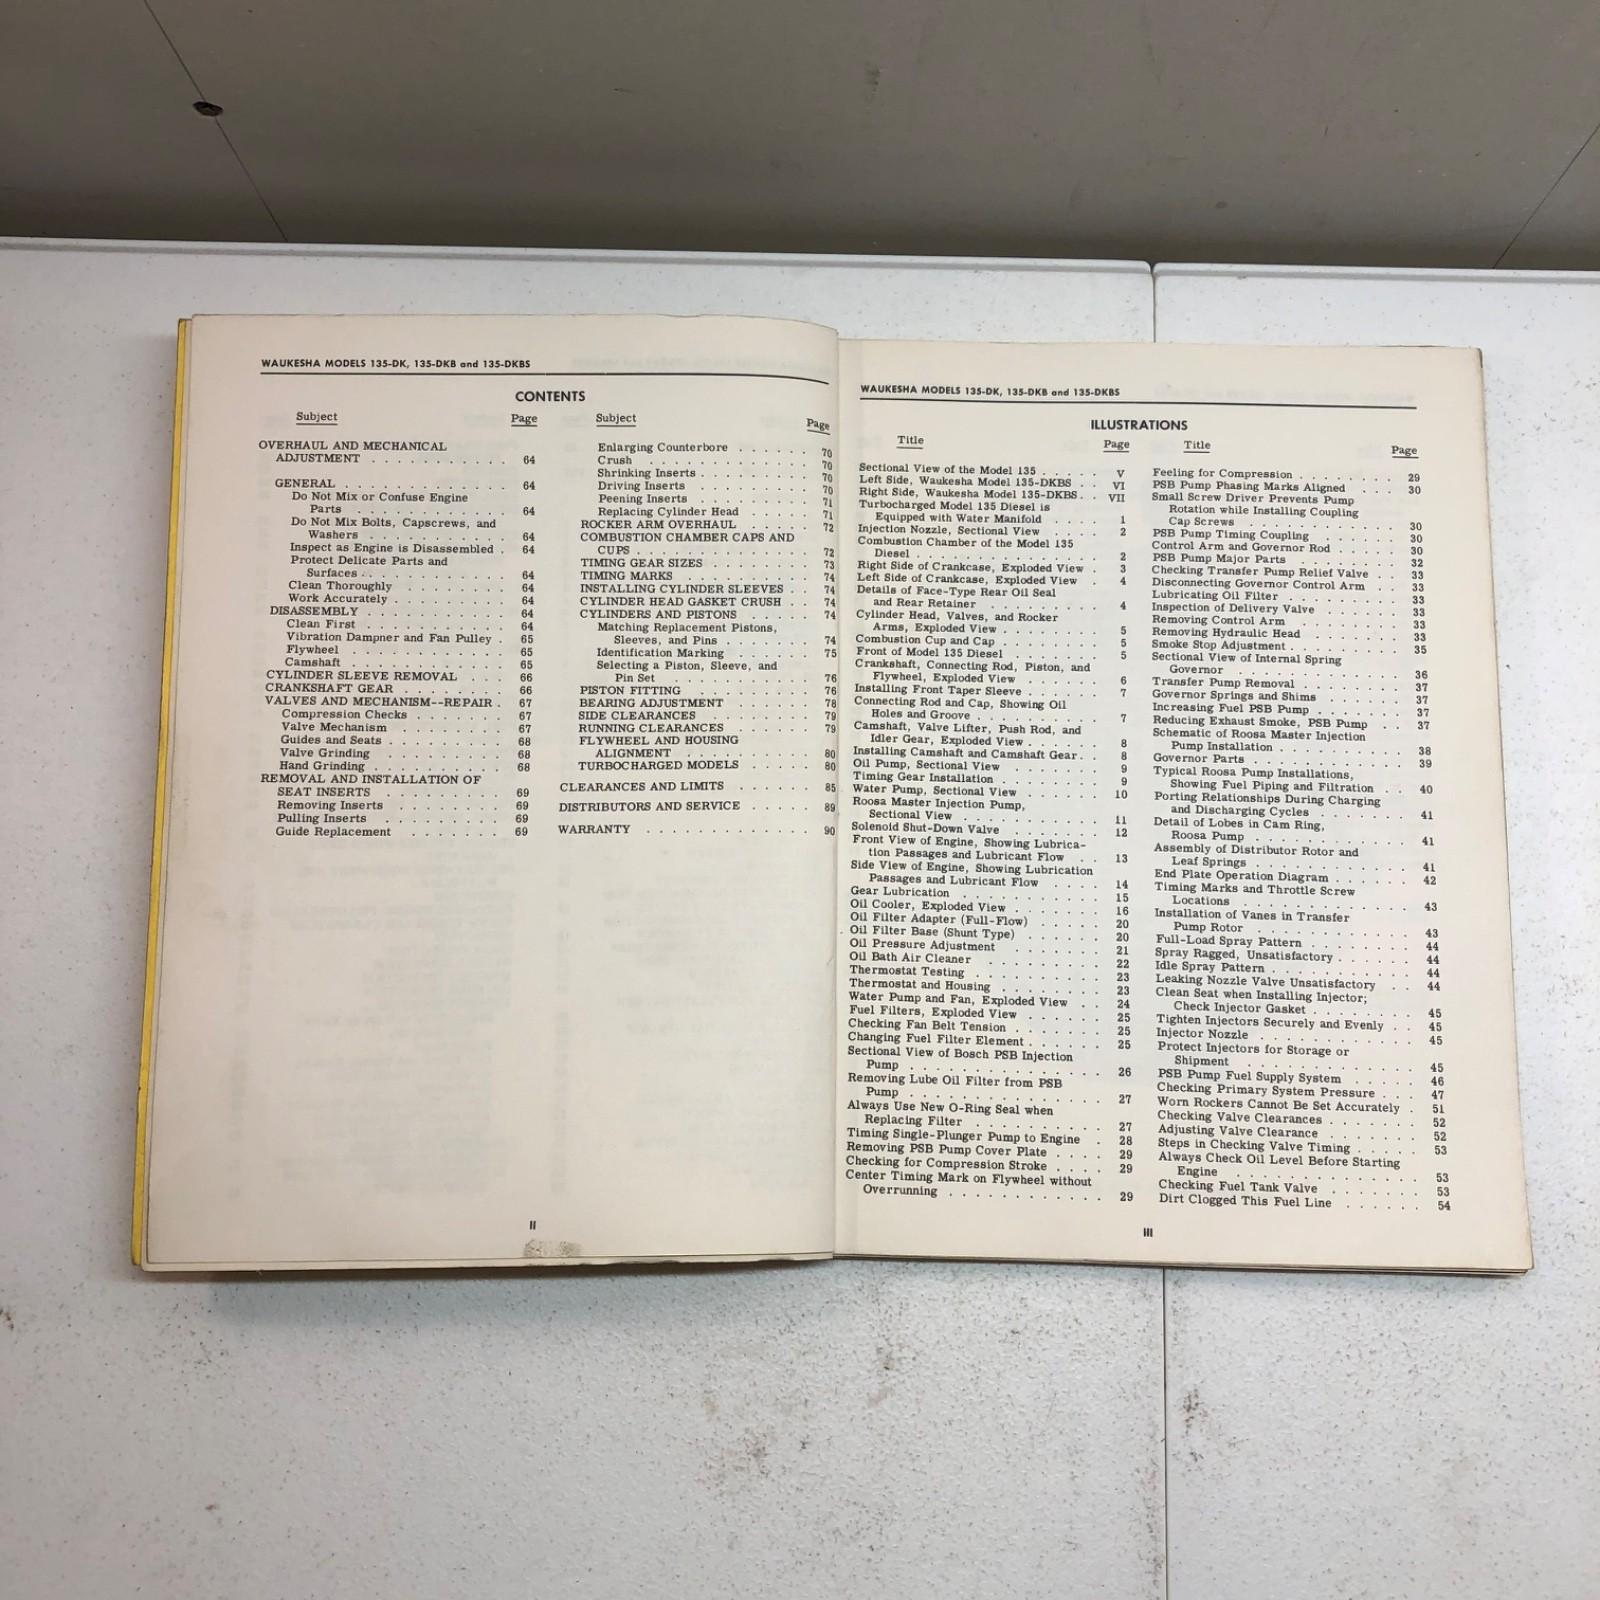 WAUKESHA MODELS 135-DK, 135-DKB and 135-DKBS
CONTENTS
Subject Page
OVERHAUL AND MECHANICAL
ADJUSTMENT . . . . . . . . . . . 64
GENERAL . . . . . . . . . . . . . 64
Do Not Mix or Confuse Engine
Parts . . . . . . . . . . . . . 64
Do Not Mix Bolts, Capscrews, and
Washers . . . . . . . . . . . 64
Inspect as Engine is Disassembled . 64
Protect Delicate Parts and
Surfaces . . . . . . . . . . . 64
Clean Thoroughly . . . . . . . . 64
Work Accurately . . . . . . . . . 64
DISASSEMBLY . . . . . . . . . . . 64
Clean First . . . . . . . . . . . 64
Vibration Dampner and Fan Pulley . 65
Flywheel . . . . . . . . . . . . 65
Camshaft . . . . . . . . . . . . 65
CYLINDER SLEEVE REMOVAL . . . 66
CRANKSHAFT GEAR . . . . . . . . 66
VALVES AND MECHANISM--REPAIR . 67
Compression Checks . . . . . . . 67
Valve Mechanism . . . . . . . . 67
Guides and Seats . . . . . . . . . 68
Valve Grinding . . . . . . . . . 68
Hand Grinding . . . . . . . . . . 68
REMOVAL AND INSTALLATION OF
SEAT INSERTS . . . . . . . . . . 69
Removing Inserts . . . . . . . . 69
Pulling Inserts . . . . . . . . . 69
Guide Replacement . . . . . . . 69
Subject Page
Enlarging Counterbore . . . . . . 70
Crush . . . . . . . . . . . . 70
Shrinking Inserts . . . . . . . . . 70
Driving Inserts . . . . . . . . 70
Peening Inserts . . . . . . . . . 71
Replacing Cylinder Head . . . . . 71
ROCKER ARM OVERHAUL . . . . . 72
COMBUSTION CHAMBER CAPS AND
CUPS . . . . . . . . . . . . . 72
TIMING GEAR SIZES . . . . . . . . 73
TIMING MARKS . . . . . . . . . 74
INSTALLING CYLINDER SLEEVES . . 74
CYLINDER HEAD GASKET CRUSH . . 74
CYLINDERS AND PISTONS . . . . . 74
Matching Replacement Pistons,
Sleeves, and Pins . . . . . . . 74
Identification Marking . . . . . 75
Selecting a Piston, Sleeve, and
Pin Set . . . . . . . . . . . 76
PISTON FITTING . . . . . . . . 76
BEARING ADJUSTMENT . . . . . . 78
SIDE CLEARANCES . . . . . . . . 79
RUNNING CLEARANCES . . . . . . 79
FLYWHEEL AND HOUSING
ALIGNMENT . . . . . . . . . . 80
TURBOCHARGED MODELS . . . . . 80
CLEARANCES AND LIMITS . . . . . 85
DISTRIBUTORS AND SERVICE . . . . . 89
WARRANTY . . . . . . . . . . . . 90
II
WAUKESHA MODELS 135-DK, 135-DKB and 135-DKBS
ILLUSTRATIONS
Title Page
Sectional View of the Model 135 . . . . . V
Left Side, Waukesha Model 135-DKBS . . VI
Right Side, Waukesha Model 135-DKBS . . VII
Turbocharged Model 135 Diesel is
Equipped with Water Manifold . . . . 1
Injection Nozzle, Sectional View . . . . 2
Combustion Chamber of the Model 135
Diesel . . . . . . . . . . . . . . 2
Right Side of Crankcase, Exploded View . 3
Left Side of Crankcase, Exploded View . 4
Details of Face-Type Rear Oil Seal
and Rear Retainer . . . . . . . . . 4
Cylinder Head, Valves, and Rocker
Arms, Exploded View . . . . . . . 5
Combustion Cup and Cap . . . . . . . 5
Front of Model 135 Diesel . . . . . . 5
Crankshaft, Connecting Rod, Piston, and
Flywheel, Exploded View . . . . . 6
Installing Front Taper Sleeve . . . . . 7
Connecting Rod and Cap, Showing Oil
Holes and Groove . . . . . . . . . 7
Camshaft, Valve Lifter, Push Rod, and
Idler Gear, Exploded View . . . . . . 8
Installing Camshaft and Camshaft Gear . . 8
Oil Pump, Sectional View . . . . . . . 9
Timing Gear Installation . . . . . . . 9
Water Pump, Sectional View . . . . . . 10
Roosa Master Injection Pump,
Sectional View . . . . . . . . . . . 11
Solenoid Shut-Down Valve . . . . . . 12
Front View of Engine, Showing Lubrica-
tion Passages and Lubricant Flow . . 13
Side View of Engine, Showing Lubrication
Passages and Lubricant Flow . . . . 14
Gear Lubrication . . . . . . . . . . 15
Oil Cooler, Exploded View . . . . . . . 16
Oil Filter Adapter (Full-Flow) . . . . . 20
Oil Filter Base (Shunt Type) . . . . . . 20
Oil Pressure Adjustment . . . . . . . 21
Oil Bath Air Cleaner . . . . . . . . . 22
Thermostat Testing . . . . . . . . . 23
Thermostat and Housing . . . . . . . . 23
Water Pump and Fan, Exploded View . . 24
Fuel Filters, Exploded View . . . . . . 25
Checking Fan Belt Tension . . . . . . . 25
Changing Fuel Filter Element . . . . . . 25
Sectional View of Bosch PSB Injection
Pump . . . . . . . . . . . . . . . 26
Removing Lube Oil Filter from PSB
Pump . . . . . . . . . . . . . . . 27
Always Use New O-Ring Seal when
Replacing Filter . . . . . . . . . . 27
Timing Single-Plunger Pump to Engine . 28
Removing PSB Pump Cover Plate . . . . 29
Checking for Compression Stroke . . . . 29
Center Timing Mark on Flywheel without
Overrunning . . . . . . . . . . . . 29
Title Page
Feeling for Compression . . . . . . . . 29
PSB Pump Phasing Marks Aligned . . . 30
Small Screw Driver Prevents Pump
Rotation while Installing Coupling
Cap Screws . . . . . . . . . . . . 30
PSB Pump Timing Coupling . . . . . . 30
Control Arm and Governor Rod . . . . . 30
PSB Pump Major Parts . . . . . . . . 32
Checking Transfer Pump Relief Valve . . 33
Disconnecting Governor Control Arm . . 33
Lubricating Oil Filter . . . . . . . . . 33
Inspection of Delivery Valve . . . . . . 33
Removing Control Arm . . . . . . . . 33
Removing Hydraulic Head . . . . . . . 33
Smoke Stop Adjustment . . . . . . . . . 35
Sectional View of Internal Spring
Governor . . . . . . . . . . . . 36
Transfer Pump Removal . . . . . . . . 37
Governor Springs and Shims . . . . . . 37
Increasing Fuel PSB Pump . . . . . . . 37
Reducing Exhaust Smoke, PSB Pump . . 37
Schematic of Roosa Master Injection
Pump Installation . . . . . . . . . . 38
Governor Parts . . . . . . . . . . . . 39
Typical Roosa Pump Installations,
Showing Fuel Piping and Filtration . . 40
Porting Relationships During Charging
and Discharging Cycles . . . . . . . 41
Detail of Lobes in Cam Ring,
Roosa Pump . . . . . . . . . . . . 41
Assembly of Distributor Rotor and
Leaf Springs . . . . . . . . . . . . 41
End Plate Operation Diagram . . . . . . 42
Timing Marks and Throttle Screw
Locations . . . . . . . . . . . . . 43
Installation of Vanes in Transfer
Pump Rotor . . . . . . . . . . . . 43
Full-Load Spray Pattern . . . . . . . . 44
Spray Ragged, Unsatisfactory . . . . . . 44
Idle Spray Pattern . . . . . . . . . . . 44
Leaking Nozzle Valve Unsatisfactory . . 44
Clean Seat when Installing Injector;
Check Injector Gasket . . . . . . . . 45
Tighten Injectors Securely and Evenly . . 45
Injector Nozzle . . . . . . . . . . . . 45
Protect Injectors for Storage or
Shipment . . . . . . . . . . . . . 45
PSB Pump Fuel Supply System . . . . . 46
Checking Primary System Pressure . . . 47
Worn Rockers Cannot Be Set Accurately . 51
Checking Valve Clearances . . . . . . . 52
Adjusting Valve Clearance . . . . . . . 52
Steps in Checking Valve Timing . . . . . 53
Always Check Oil Level Before Starting
Engine . . . . . . . . . . . . . . 53
Checking Fuel Tank Valve . . . . . . . 53
Dirt Clogged This Fuel Line . . . . . . 54
III